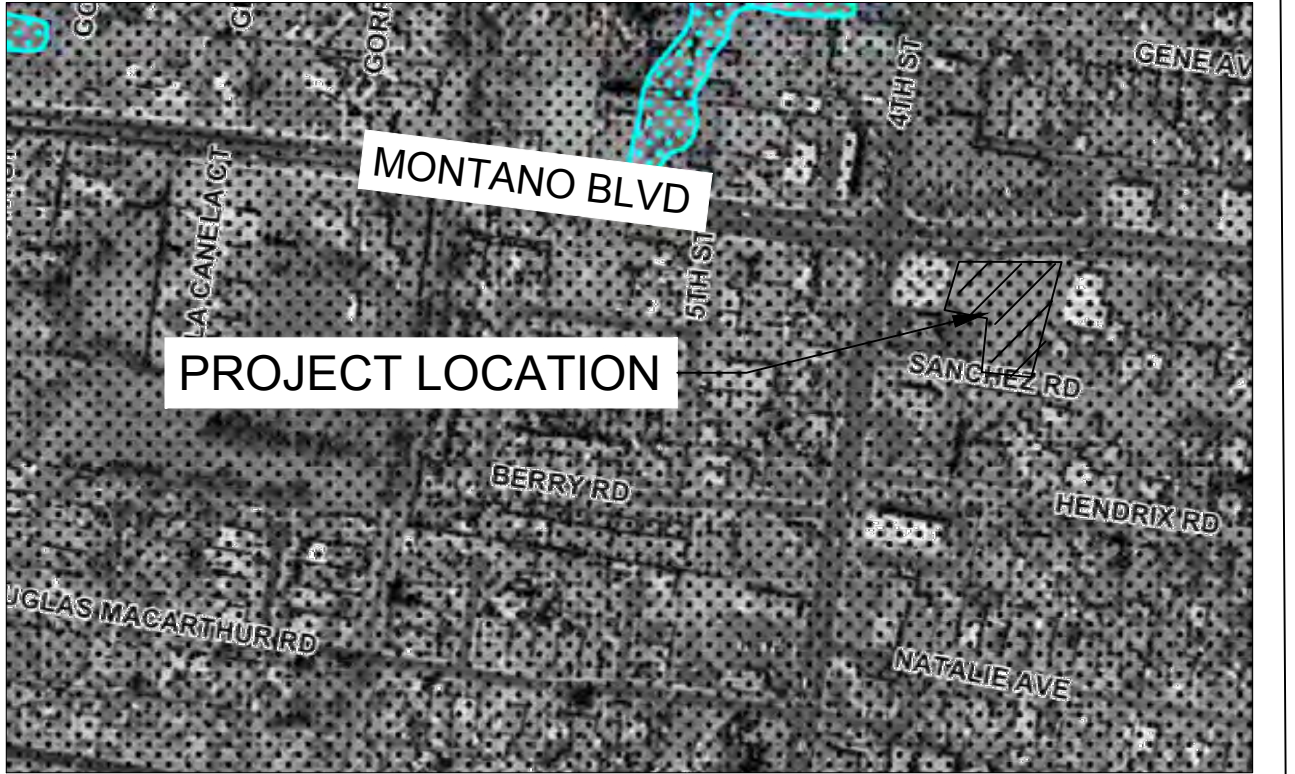 GENE AV
4TH ST
MONTANO BLVD
LA CANELA CT
5TH ST
PROJECT LOCATION
SANCHEZ RD
BERRY RD
HENDRIX RD
UGLAS MACARTHUR RD
NATALIE AVE